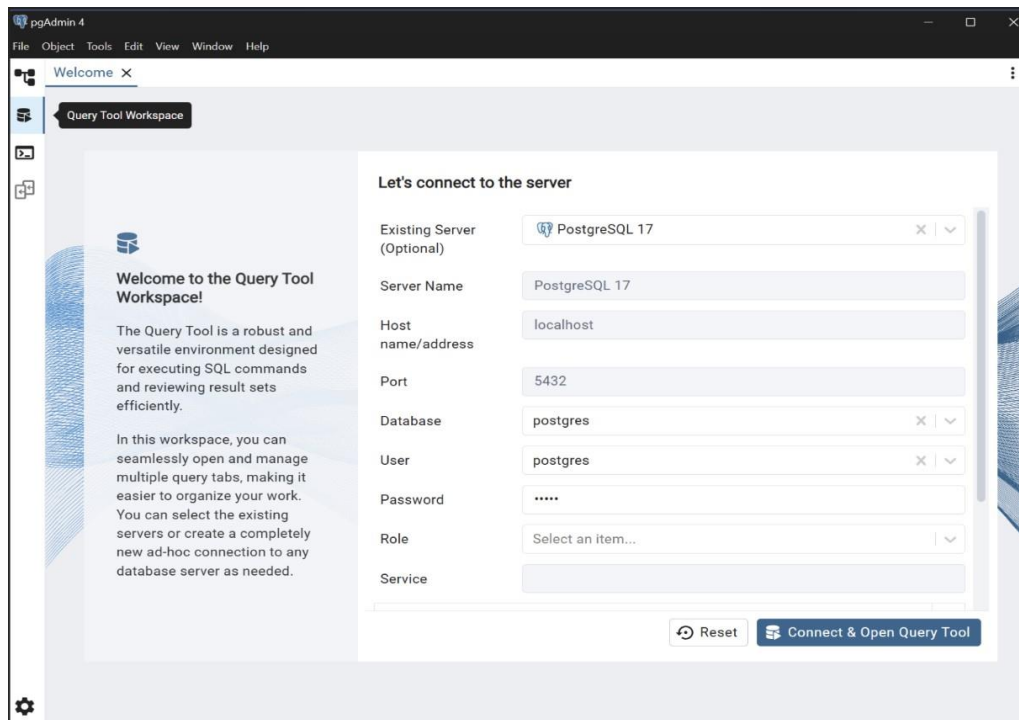 pgAdmin 4
File Object Tools Edit View Window Help
Welcome
Query Tool Workspace
Welcome to the Query Tool
Workspace!
The Query Tool is a robust and
versatile environment designed
for executing SQL commands
and reviewing result sets
efficiently.
In this workspace, you can
seamlessly open and manage
multiple query tabs, making it
easier to organize your work.
You can select the existing
servers or create a completely
new ad-hoc connection to any
database server as needed.
Let's connect to the server
Existing Server
(Optional)
PostgreSQL 17
Server Name
PostgreSQL 17
Host
name/address
localhost
Port
5432
Database
postgres
User
postgres
Password
•••••
Role
Select an item...
Service
Reset
Connect & Open Query Tool